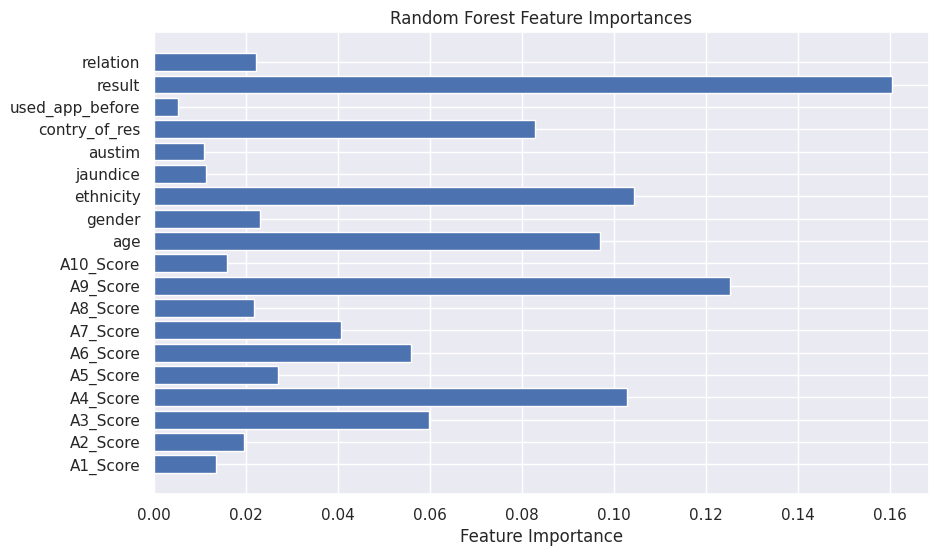 Random Forest Feature Importances
relation
result
used_app_before
contry_of_res
austim
jaundice
ethnicity
gender
age
A10_Score
A9_Score
A8_Score
A7_Score
A6_Score
A5_Score
A4_Score
A3_Score
A2_Score
A1_Score
0.00 0.02 0.04 0.06 0.08 0.10 0.12 0.14 0.16
Feature Importance